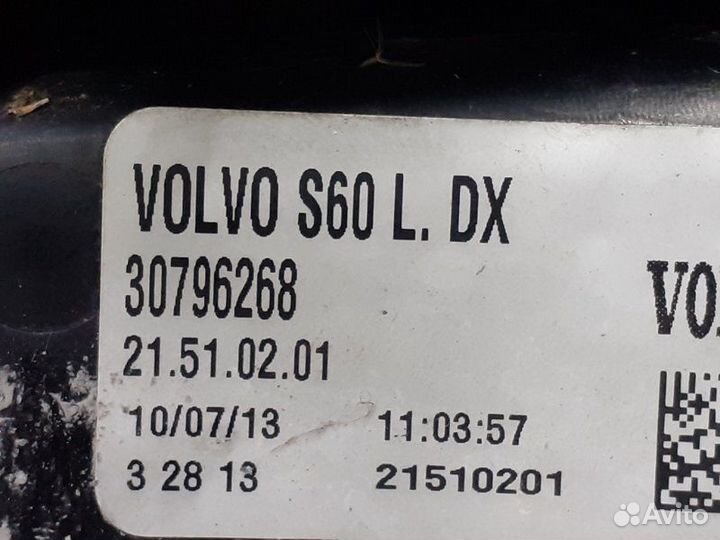 VOLVO S60 L. DX
30796268
21.51.02.01
10/07/13 11:03:57
3 28 13 21510201
Avito